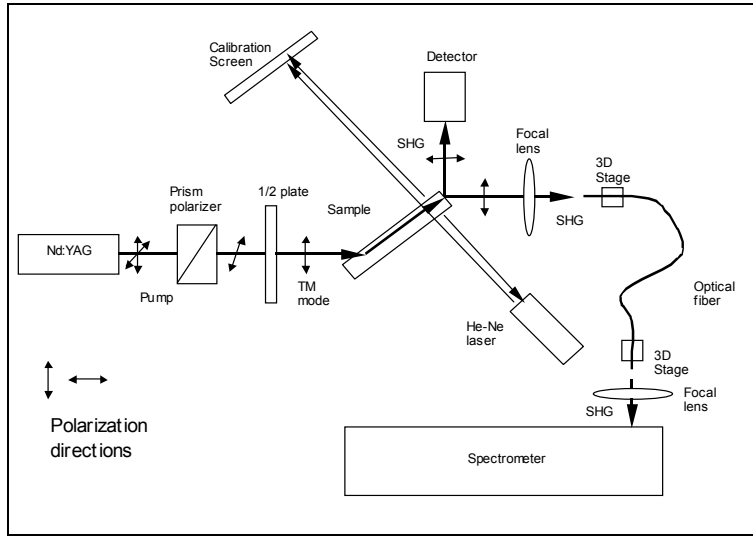 Calibration
Screen
Detector
SHG
Focal
lens
3D
Stage
Prism
polarizer
1/2 plate
Sample
Nd:YAG
SHG
Pump
TM
mode
Optical
fiber
He-Ne
laser
3D
Stage
Focal
lens
SHG
Polarization
directions
Spectrometer